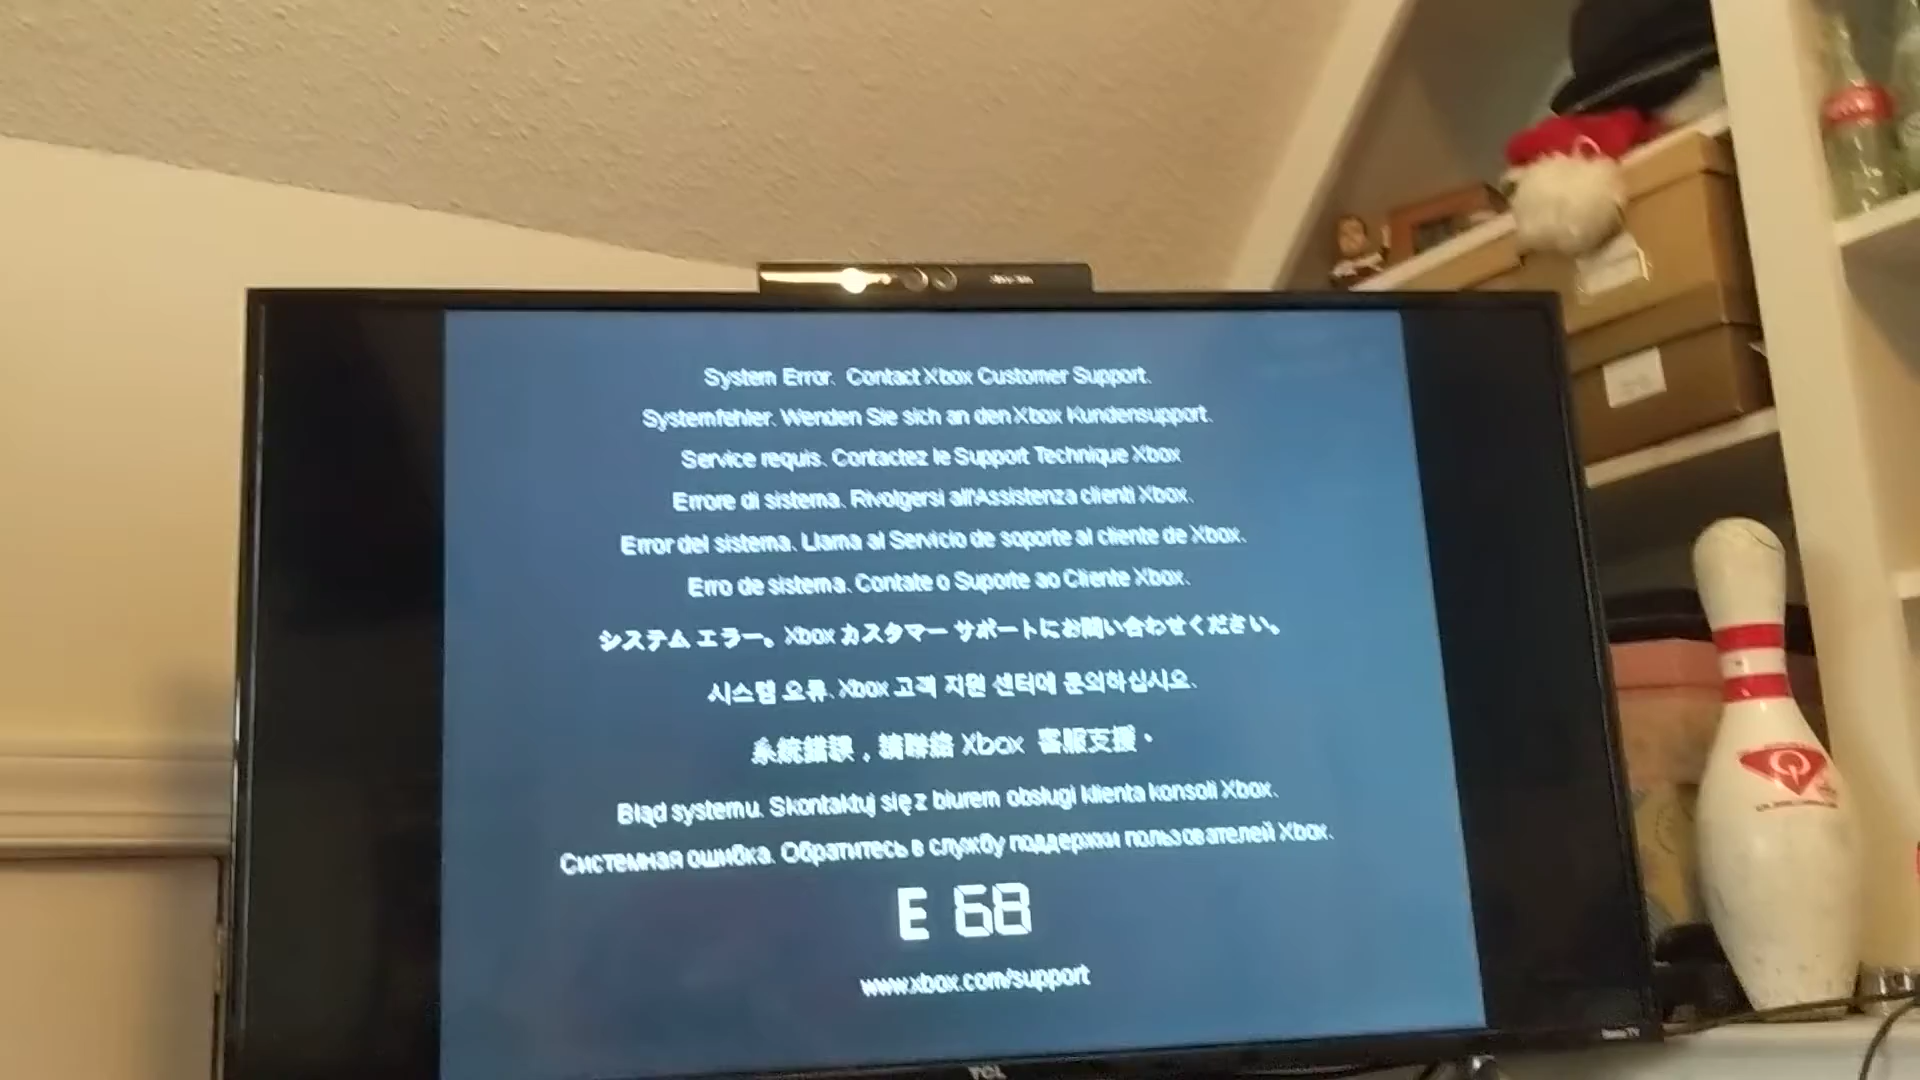 System Error. Contact Xbox Customer Support.
Systemfehler. Wenden Sie sich an den Xbox Kundensupport.
Service requis. Contactez le Support Technique Xbox
Errore di sistema. Rivolgersi all'Assistenza clienti Xbox.
Error del sistema. Llama al Servicio de soporte al cliente de Xbox.
Erro de sistema. Contate o Suporte ao Cliente Xbox.
システム エラー。Xbox カスタマー サポートにお問い合わせください。
시스템 오류. Xbox 고객 지원 센터에 문의하십시오.
系統錯誤，請聯絡 Xbox 客服支援。
Błąd systemu. Skontaktuj się z biurem obsługi klienta konsoli Xbox.
Системная ошибка. Обратитесь в службу поддержки пользователей Xbox.
E 68
www.xbox.com/support
TCL